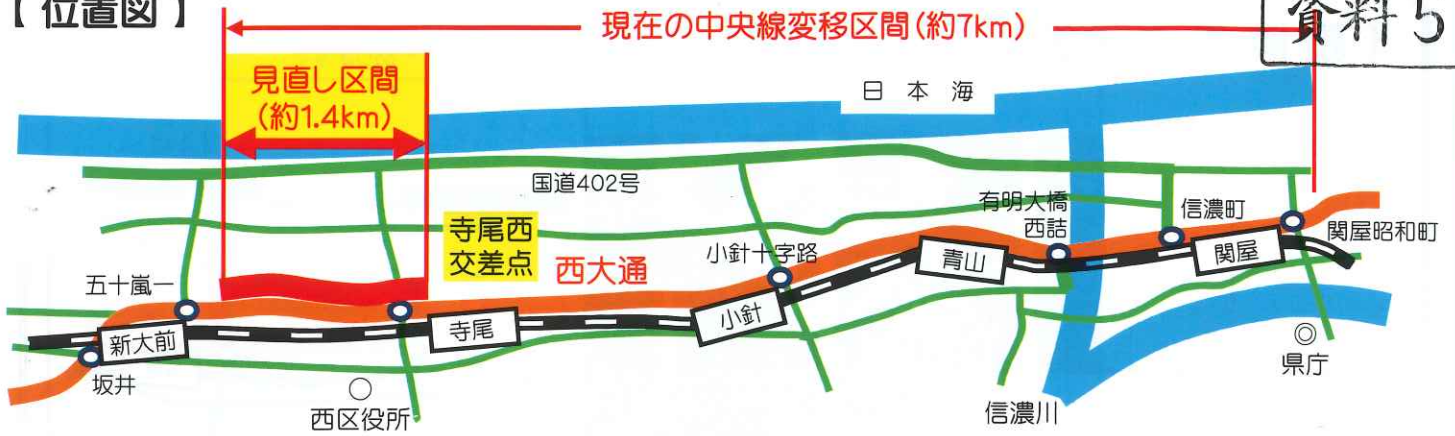 【 位置図 】
現在の中央線変移区間(約7km)
資料5
見直し区間
(約1.4km)
日本海
国道402号
寺尾西
交差点
西大通
五十嵐一
小針十字路
有明大橋
西詰
信濃町
関屋昭和町
新大前
寺尾
小針
青山
関屋
坂井
西区役所
信濃川
県庁